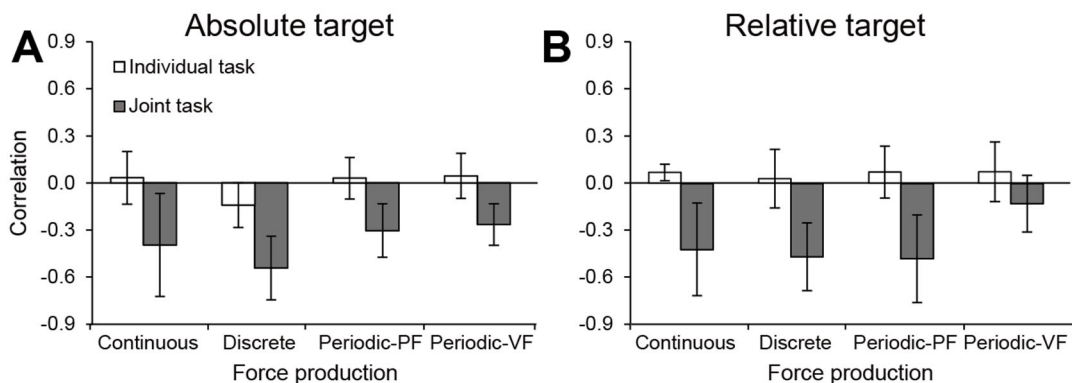 A
Absolute target
0.9
0.6
0.3
0.0
-0.3
-0.6
-0.9
Correlation
Individual task
Joint task
Continuous Discrete Periodic-PF Periodic-VF
Force production
B
Relative target
0.9
0.6
0.3
0.0
-0.3
-0.6
-0.9
Continuous Discrete Periodic-PF Periodic-VF
Force production